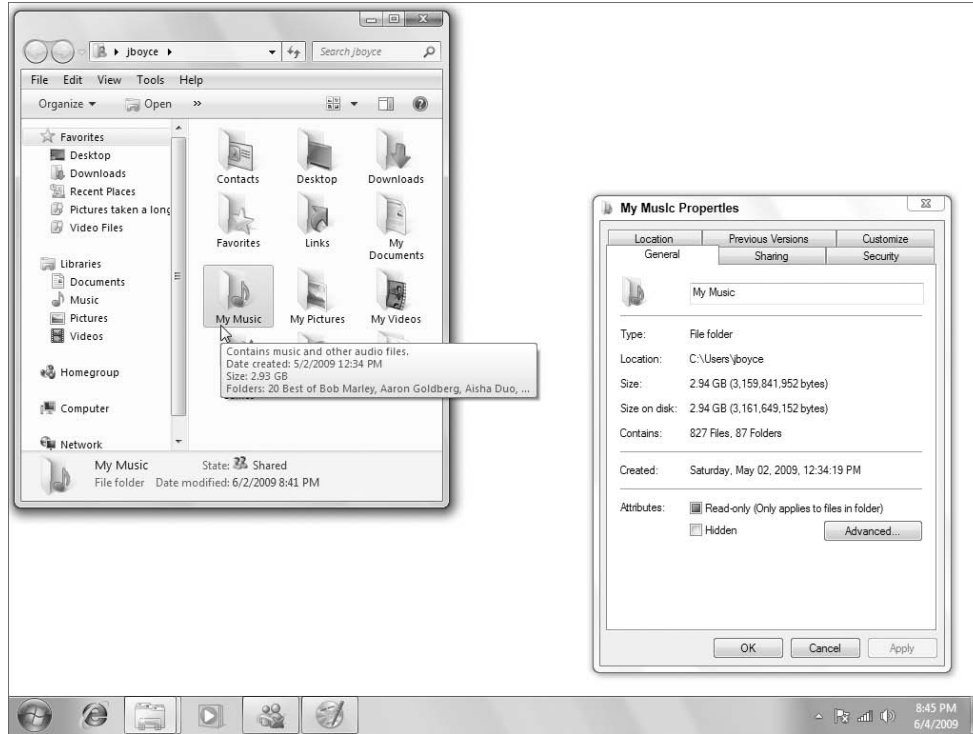 jboyce
Search jboyce
File Edit View Tools Help
Organize Open »
Favorites
Desktop
Downloads
Recent Places
Pictures taken a long
Video Files
Libraries
Documents
Music
Pictures
Videos
Homegroup
Computer
Network
Contacts Desktop Downloads
Favorites Links My Documents
My Music My Pictures My Videos
Contains music and other audio files.
Date created: 5/2/2009 12:34 PM
Size: 2.93 GB
Folders: 20 Best of Bob Marley, Aaron Goldberg, Aisha Duo, ...
My Music State: Shared
File folder Date modified: 6/2/2009 8:41 PM
My Music Properties
Location Previous Versions Customize
General Sharing Security
My Music
Type: File folder
Location: C:\Users\jboyce
Size: 2.94 GB (3,159,841,952 bytes)
Size on disk: 2.94 GB (3,161,649,152 bytes)
Contains: 827 Files, 87 Folders
Created: Saturday, May 02, 2009, 12:34:19 PM
Attributes: Read-only (Only applies to files in folder)
Hidden Advanced...
OK Cancel Apply
8:45 PM
6/4/2009